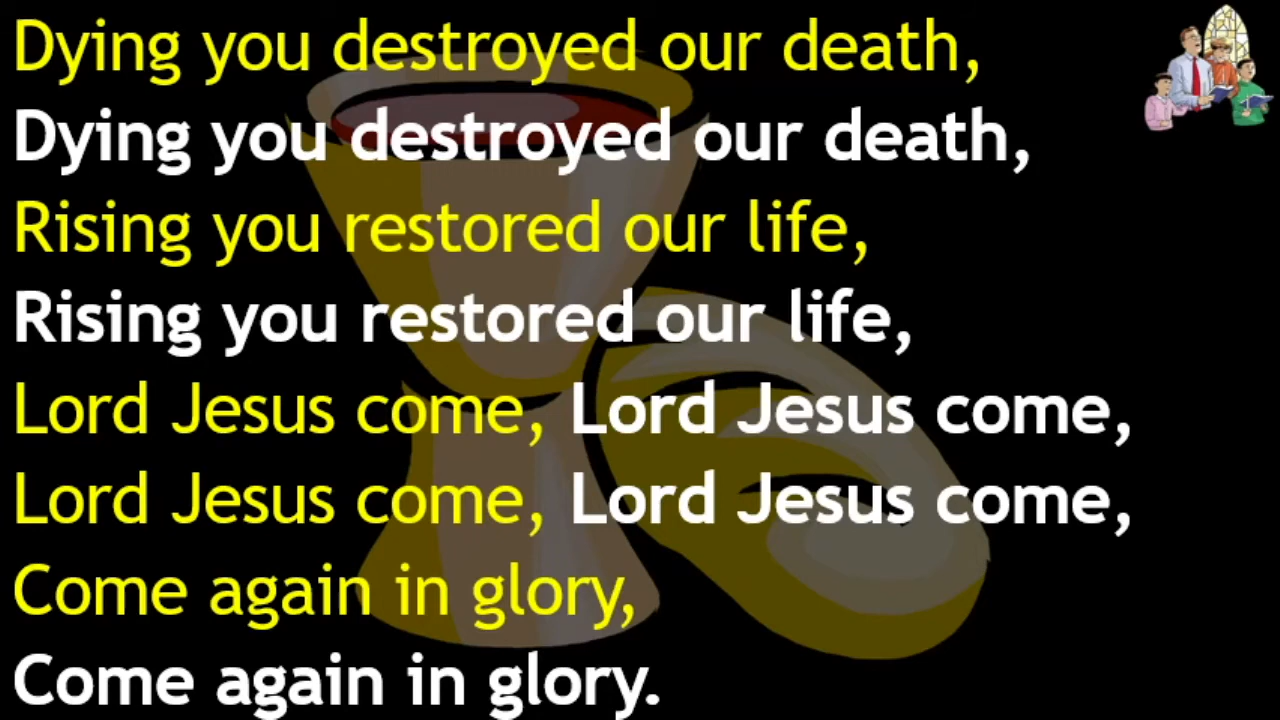 Dying you destroyed our death,
Dying you destroyed our death,
Rising you restored our life,
Rising you restored our life,
Lord Jesus come, Lord Jesus come,
Lord Jesus come, Lord Jesus come,
Come again in glory,
Come again in glory.